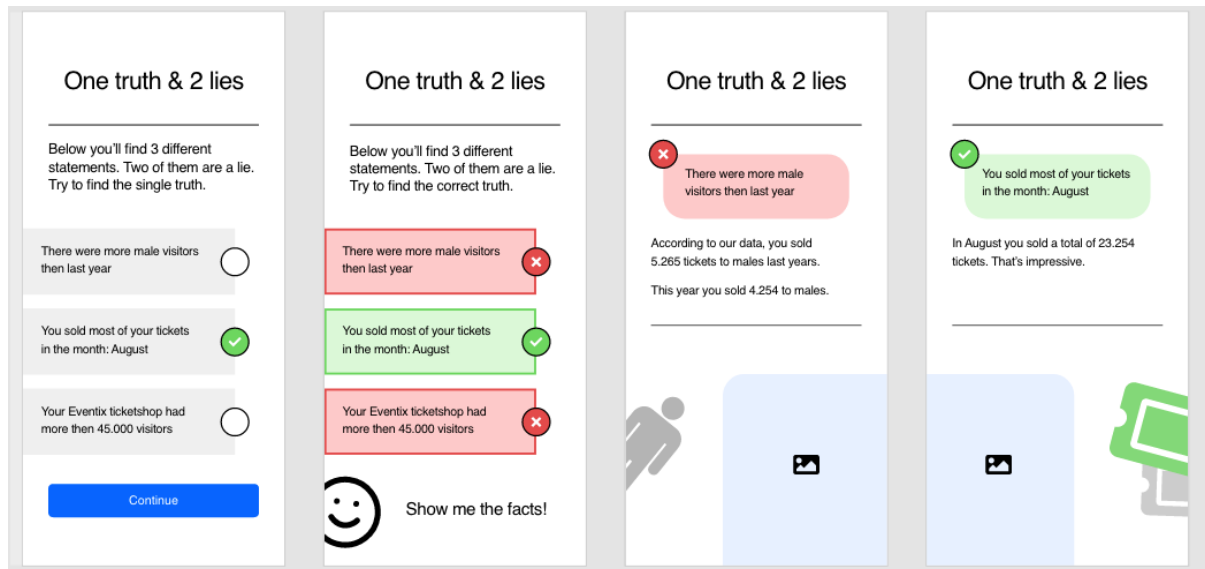 One truth & 2 lies
Below you'll find 3 different
statements. Two of them are a lie.
Try to find the single truth.
There were more male visitors
then last year
You sold most of your tickets
in the month: August
Your Eventix ticketshop had
more then 45.000 visitors
Continue
One truth & 2 lies
Below you'll find 3 different
statements. Two of them are a lie.
Try to find the correct truth.
There were more male visitors
then last year
You sold most of your tickets
in the month: August
Your Eventix ticketshop had
more then 45.000 visitors
Show me the facts!
One truth & 2 lies
There were more male
visitors then last year
According to our data, you sold
5.265 tickets to males last years.
This year you sold 4.254 to males.
One truth & 2 lies
You sold most of your tickets
in the month: August
In August you sold a total of 23.254
tickets. That's impressive.